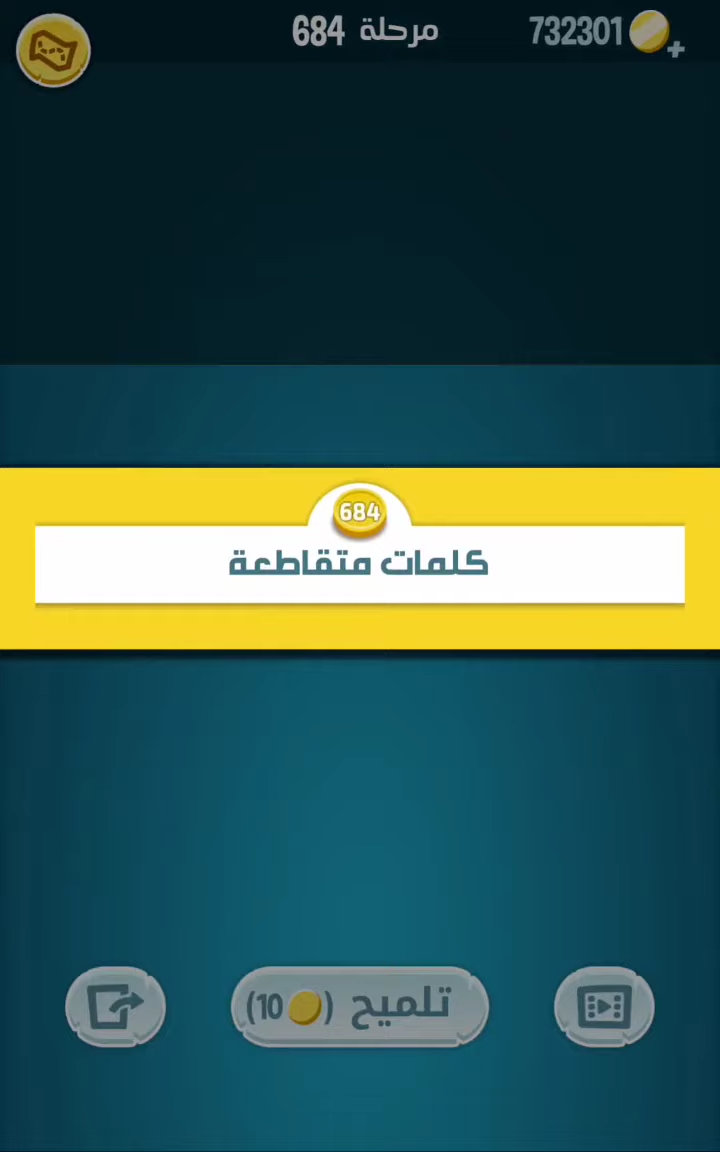 مرحلة 684
732301
684
كلمات متقاطعة
تلميح (10)